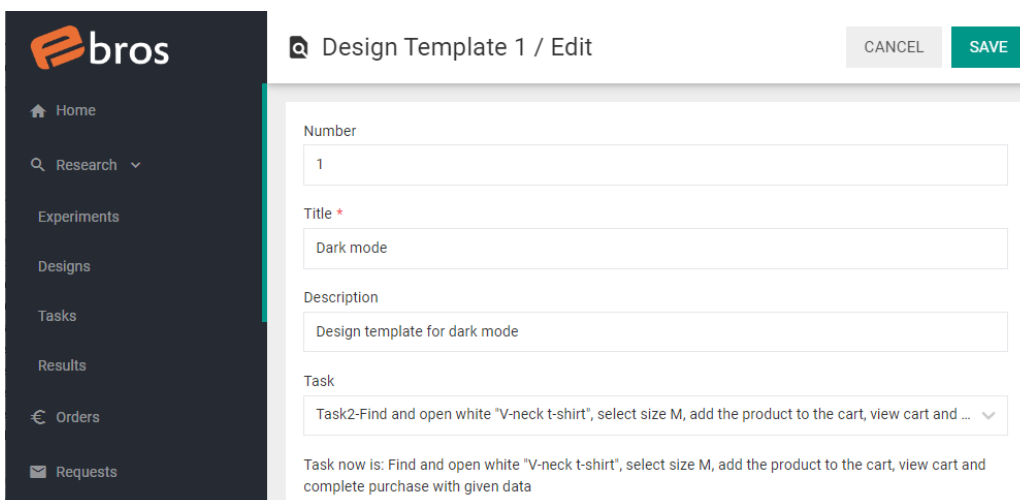 bros
Design Template 1 / Edit
CANCEL
SAVE
Home
Research
Experiments
Designs
Tasks
Results
€ Orders
Requests
Number
1
Title *
Dark mode
Description
Design template for dark mode
Task
Task2-Find and open white "V-neck t-shirt", select size M, add the product to the cart, view cart and ...
Task now is: Find and open white "V-neck t-shirt", select size M, add the product to the cart, view cart and
complete purchase with given data